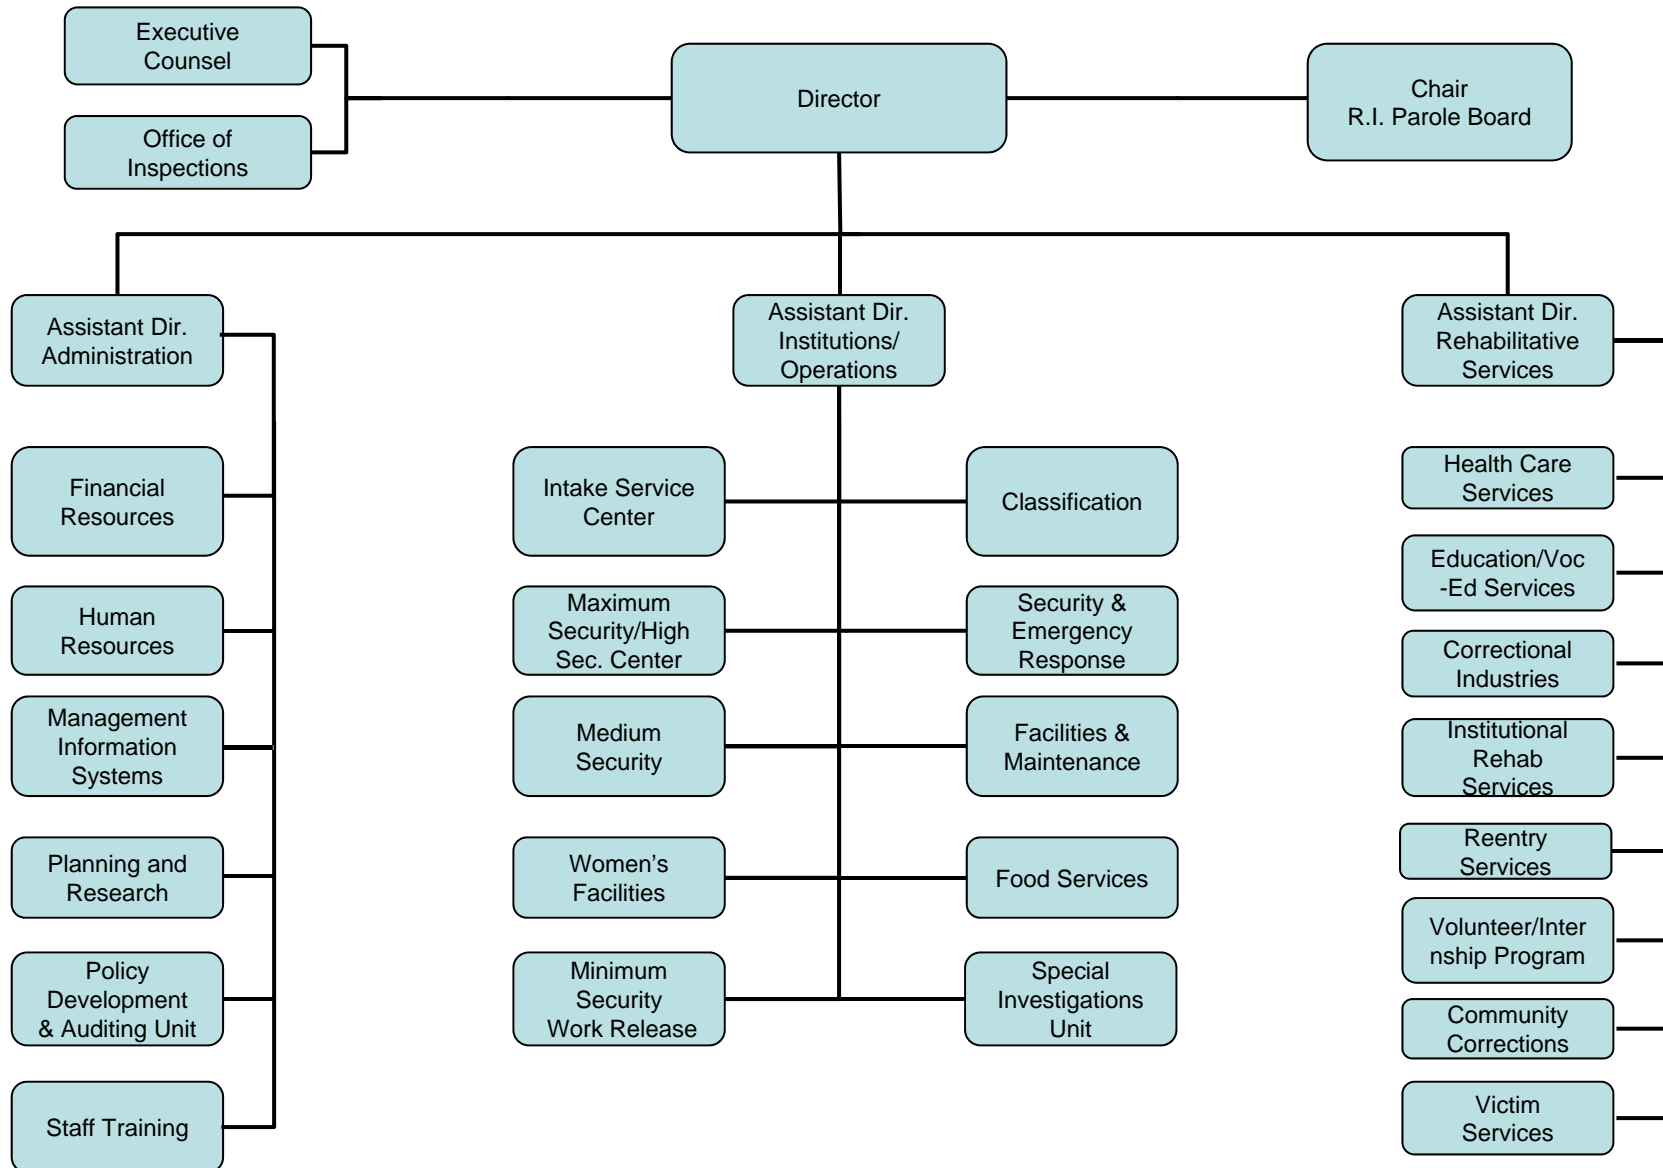 Executive
Counsel
Director
Chair
R.I. Parole Board
Office of
Inspections
Assistant Dir.
Administration
Assistant Dir.
Institutions/
Operations
Assistant Dir.
Rehabilitative
Services
Financial
Resources
Human
Resources
Management
Information
Systems
Planning and
Research
Policy
Development
& Auditing Unit
Staff Training
Intake Service
Center
Maximum
Security/High
Sec. Center
Medium
Security
Women’s
Facilities
Minimum
Security
Work Release
Classification
Security &
Emergency
Response
Facilities &
Maintenance
Food Services
Special
Investigations
Unit
Health Care
Services
Education/Voc
-Ed Services
Correctional
Industries
Institutional
Rehab
Services
Reentry
Services
Volunteer/Inter
nship Program
Community
Corrections
Victim
Services